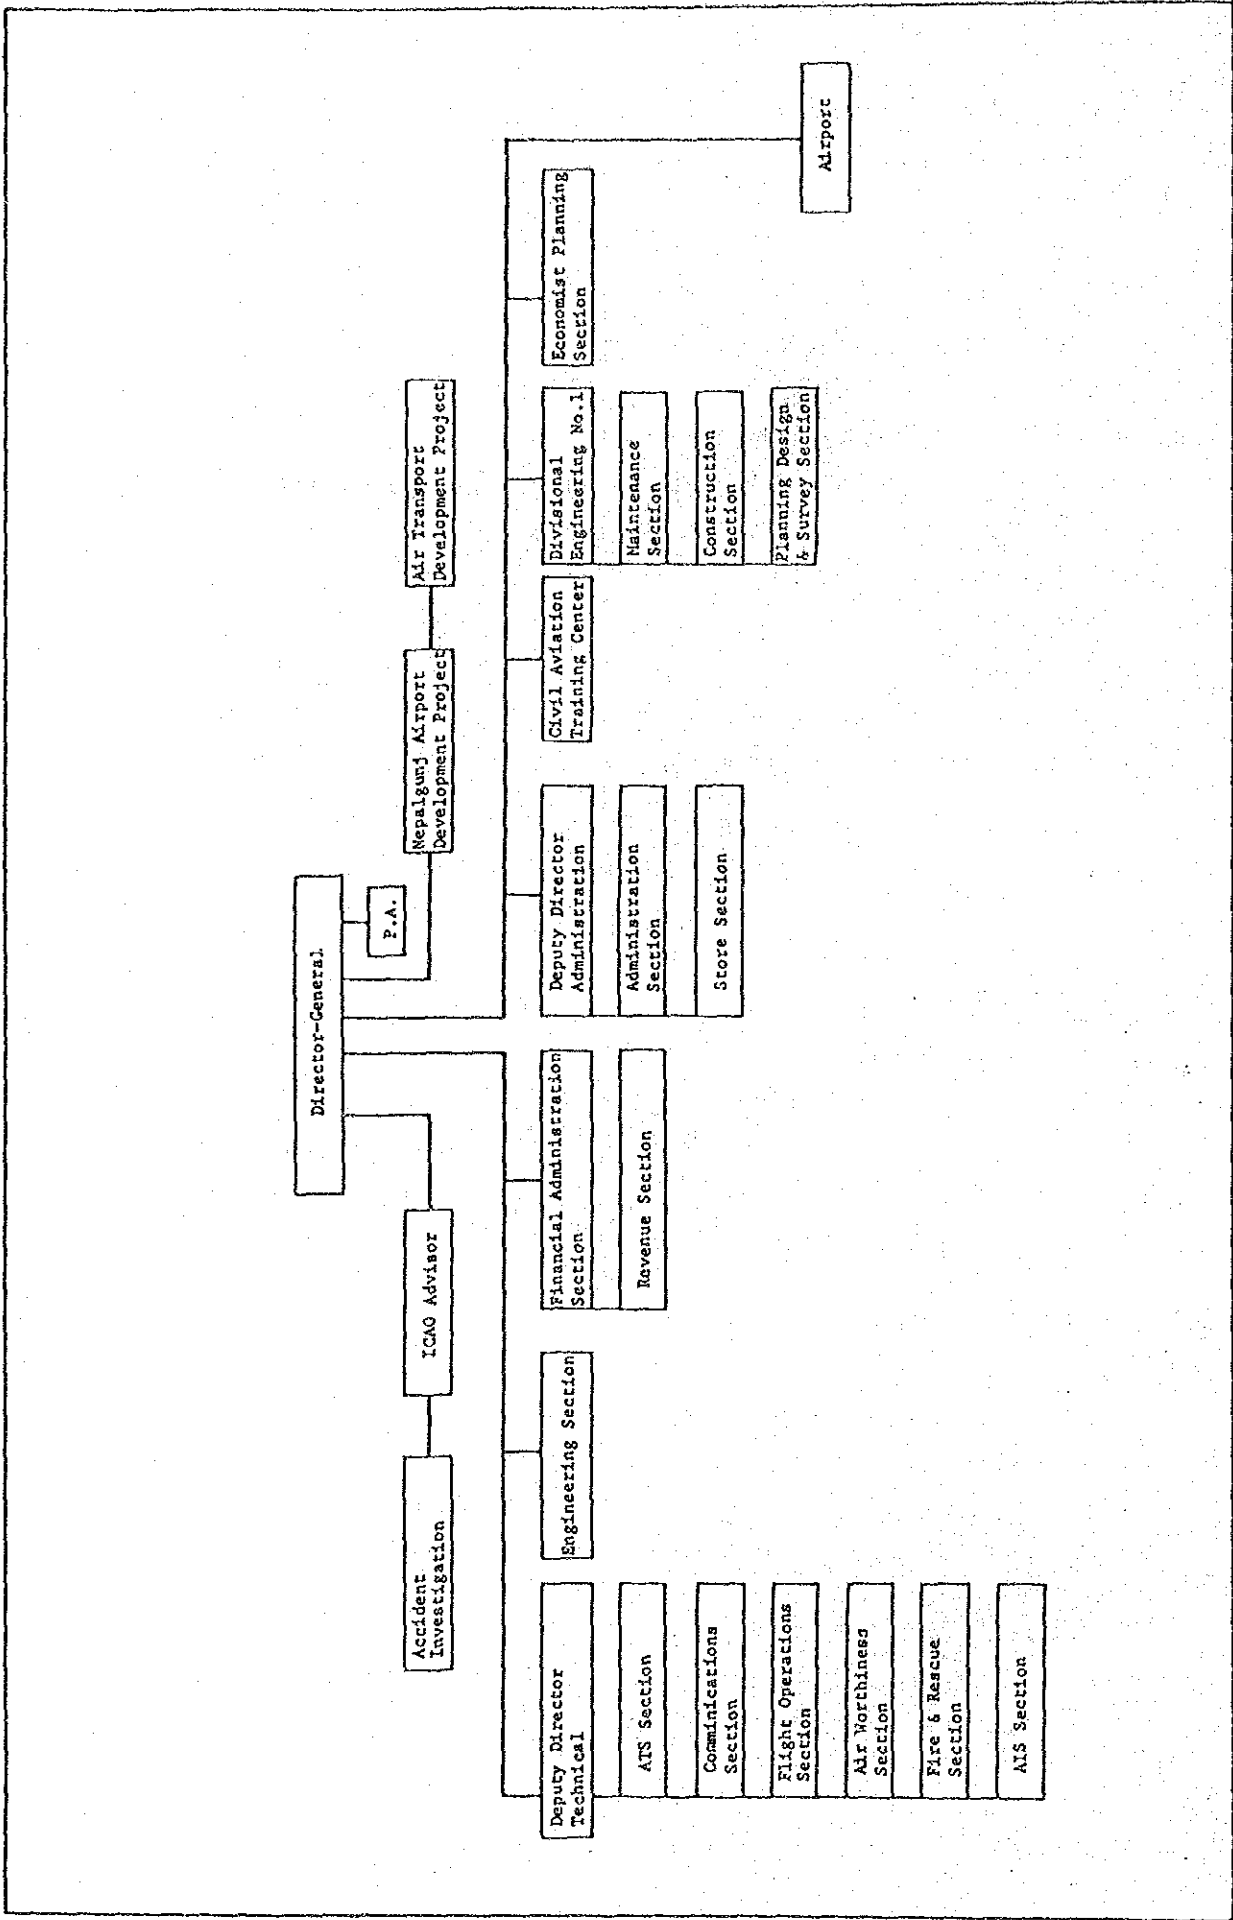 Director-General
P.A.
Accident
Investigation
ICAO Advisor
Nepalgunj Airport
Development Project
Air Transport
Development Project
Deputy Director
Technical
ATS Section
Comminications
Section
Flight Operations
Section
Air Worthiness
Section
Fire & Rescue
Section
AIS Section
Engineering Section
Financial Administration
Section
Revenue Section
Deputy Director
Administration
Administration
Section
Store Section
Civil Aviation
Training Center
Divisional
Engineering No.1
Maintenance
Section
Construction
Section
Planning Design
& Survey Section
Economist Planning
Section
Airport